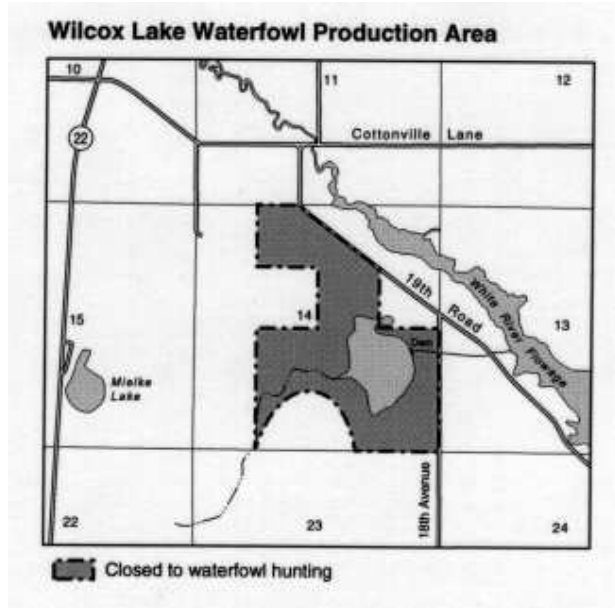 Wilcox Lake Waterfowl Production Area
10
11
12
22
Cottonville Lane
19th Road
White River Flowage
15
14
13
Dam
Mielke
Lake
18th Avenue
22
23
24
Closed to waterfowl hunting